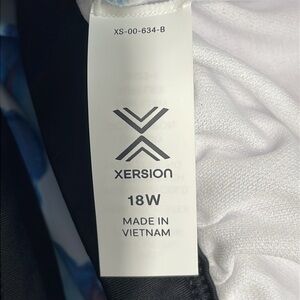 XS-00-634-B
XERSION
18W
MADE IN
VIETNAM